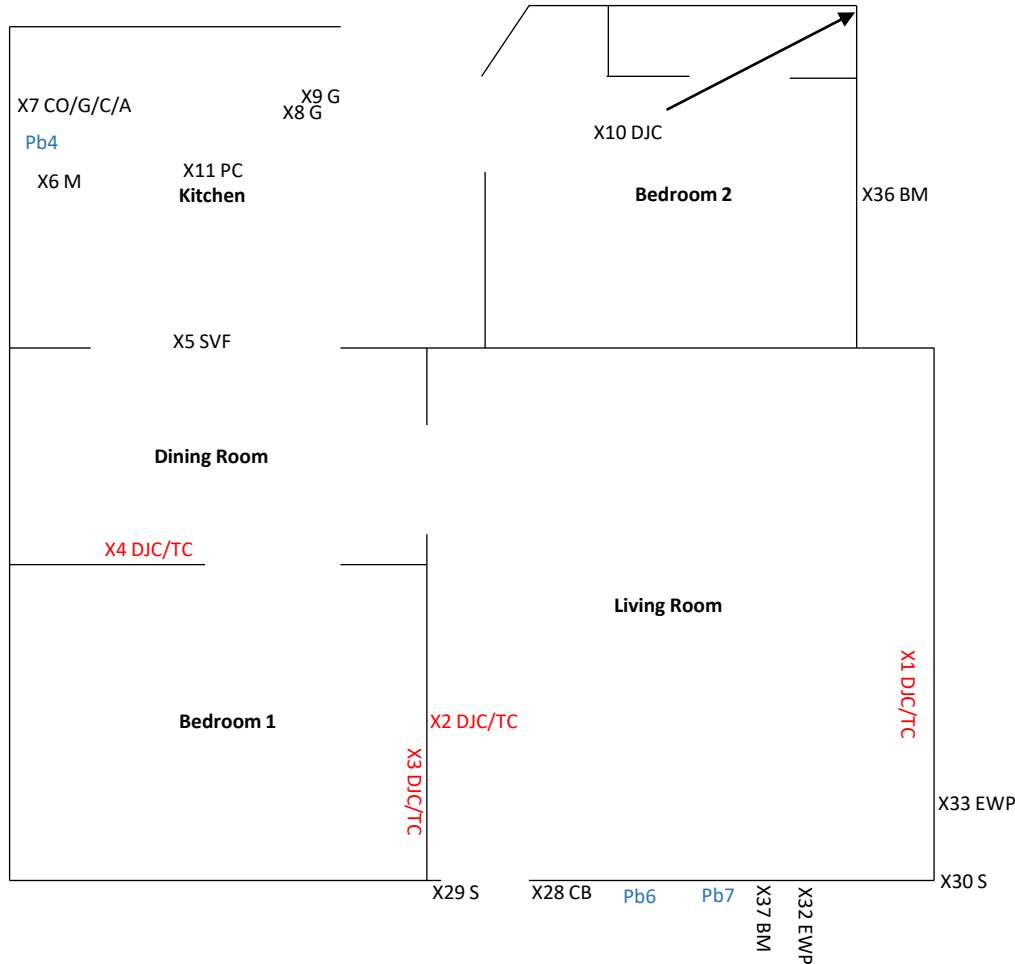 X9 G
X7 CO/G/C/A
X8 G
X10 DJC
Pb4
X11 PC
X6 M
Kitchen
Bedroom 2
X36 BM
X5 SVF
Dining Room
X4 DJC/TC
Living Room
X1 DJC/TC
Bedroom 1
X2 DJC/TC
X3 DJC/TC
X33 EWP
X29 S
X28 CB
Pb6
Pb7
X37 BM
X32 EWP
X30 S